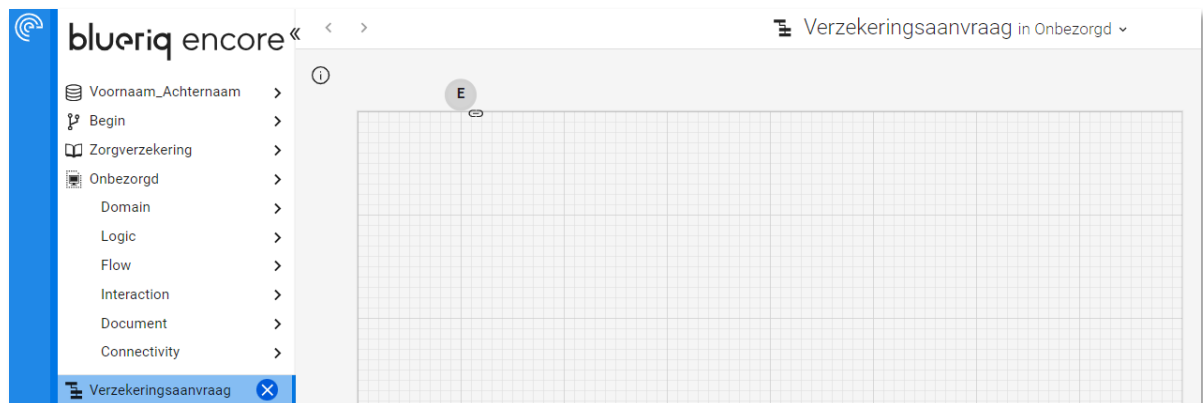 blueriq encore
Voornaam_Achternaam
Begin
Zorgverzekering
Onbezorgd
Domain
Logic
Flow
Interaction
Document
Connectivity
Verzekeringsaanvraag
Verzekeringsaanvraag in Onbezorgd
E